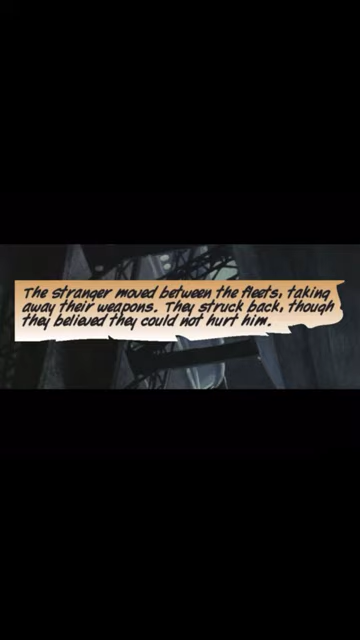 The stranger moved between the fleets, taking
away their weapons. They struck back, though
they believed they could not hurt him.